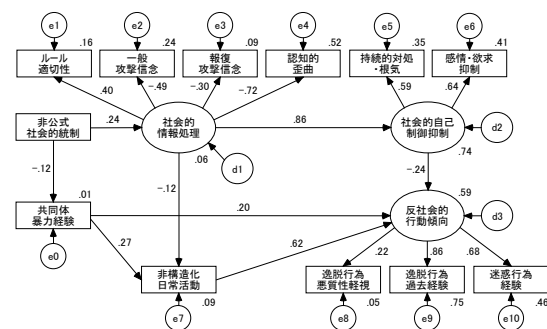 e1
e2
e3
e4
e5
e6
.16
.24
.09
.52
.35
.41
ルール
適切性
一般
攻撃信念
報復
攻撃信念
認知的
歪曲
持続的対処
・根気
感情・欲求
抑制
.40
-.49
-.30
-.72
.59
.64
非公式
社会的統制
.24
社会的
情報処理
.86
社会的自己
制御抑制
d2
.06
.74
d1
-.12
-.12
-.24
.01
共同体
暴力経験
.20
.59
反社会的
行動傾向
d3
e0
.27
.62
非構造化
日常活動
.22
.86
.68
逸脱行為
悪質性軽視
逸脱行為
過去経験
迷惑行為
経験
.09
.05
.75
.46
e7
e8
e9
e10